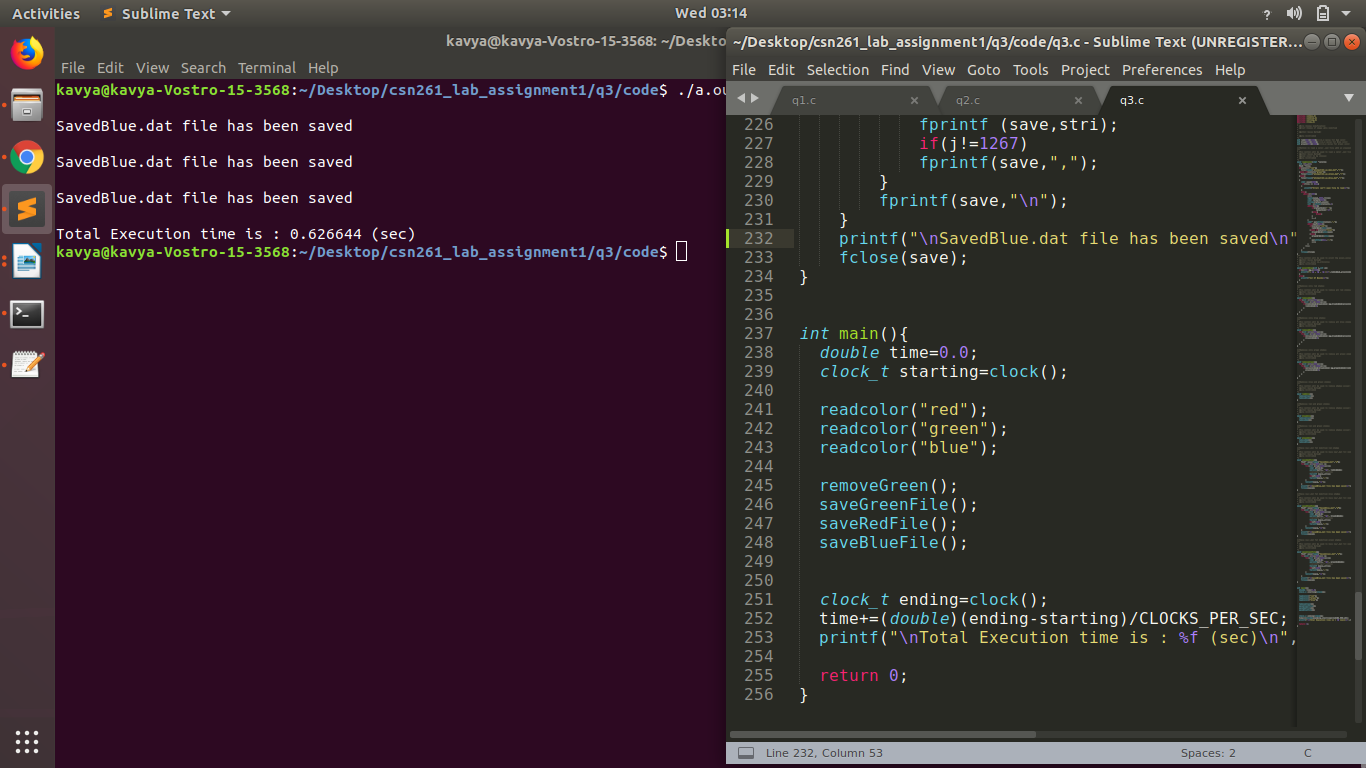 Activities Sublime Text Wed 03:14
kavya@kavya-Vostro-15-3568: ~/Deskto
File Edit View Search Terminal Help
kavya@kavya-Vostro-15-3568:~/Desktop/csn261_lab_assignment1/q3/code$ ./a.ou
SavedBlue.dat file has been saved
SavedBlue.dat file has been saved
SavedBlue.dat file has been saved
Total Execution time is : 0.626644 (sec)
kavya@kavya-Vostro-15-3568:~/Desktop/csn261_lab_assignment1/q3/code$
~/Desktop/csn261_lab_assignment1/q3/code/q3.c - Sublime Text (UNREGISTER...
File Edit Selection Find View Goto Tools Project Preferences Help
q1.c q2.c q3.c
226 fprintf (save,stri);
227 if(j!=1267)
228 fprintf(save,",");
229 }
230 fprintf(save,"\n");
231 }
232 printf("\nSavedBlue.dat file has been saved\n"
233 fclose(save);
234 }
235
236
237 int main(){
238 double time=0.0;
239 clock_t starting=clock();
240
241 readcolor("red");
242 readcolor("green");
243 readcolor("blue");
244
245 removeGreen();
246 saveGreenFile();
247 saveRedFile();
248 saveBlueFile();
249
250
251 clock_t ending=clock();
252 time+=(double)(ending-starting)/CLOCKS_PER_SEC;
253 printf("\nTotal Execution time is : %f (sec)\n",
254
255 return 0;
256 }
Line 232, Column 53 Spaces: 2 C